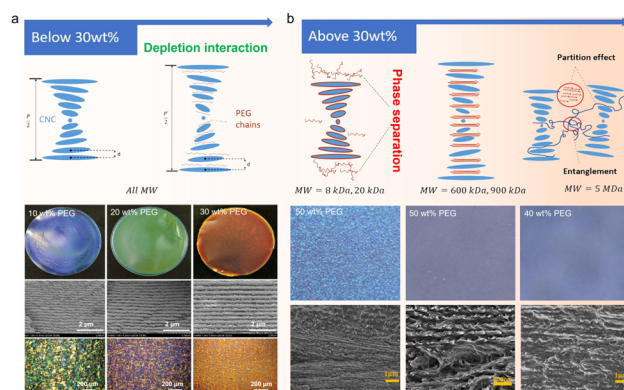 a
Below 30wt%
Depletion interaction
CNC
PEG
chains
d
d
All MW
10 wt% PEG
20 wt% PEG
30 wt% PEG
2 μm
2 μm
2 μm
200 μm
200 μm
200 μm
b
Above 30wt%
Partition effect
Phase
separation
Entanglement
MW = 8 kDa, 20 kDa
MW = 600 kDa, 900 kDa
MW = 5 MDa
50 wt% PEG
50 wt% PEG
40 wt% PEG
1μm